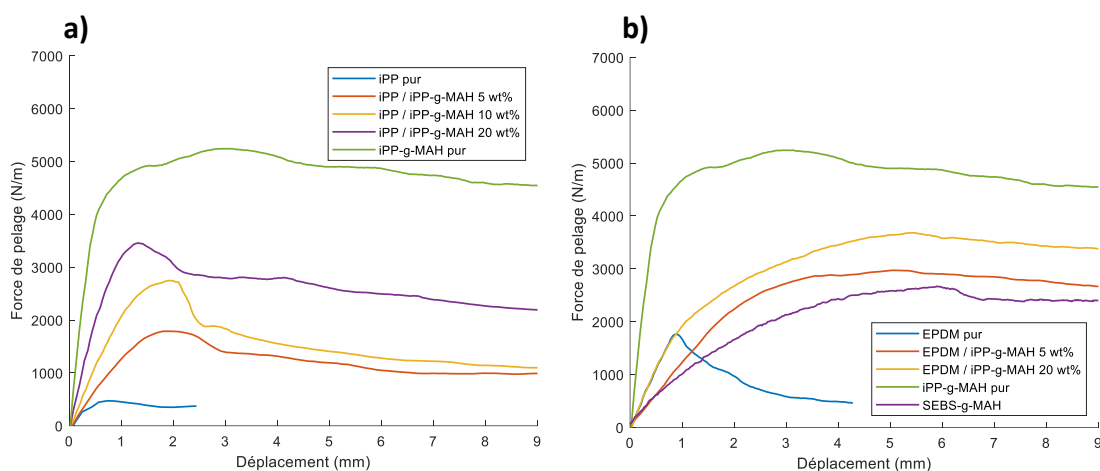 a)
7000
6000
5000
4000
3000
2000
1000
0
Force de pelage (N/m)
0 1 2 3 4 5 6 7 8 9
Déplacement (mm)
iPP pur
iPP / iPP-g-MAH 5 wt%
iPP / iPP-g-MAH 10 wt%
iPP / iPP-g-MAH 20 wt%
iPP-g-MAH pur
b)
7000
6000
5000
4000
3000
2000
1000
0
Force de pelage (N/m)
0 1 2 3 4 5 6 7 8 9
Déplacement (mm)
EPDM pur
EPDM / iPP-g-MAH 5 wt%
EPDM / iPP-g-MAH 20 wt%
iPP-g-MAH pur
SEBS-g-MAH